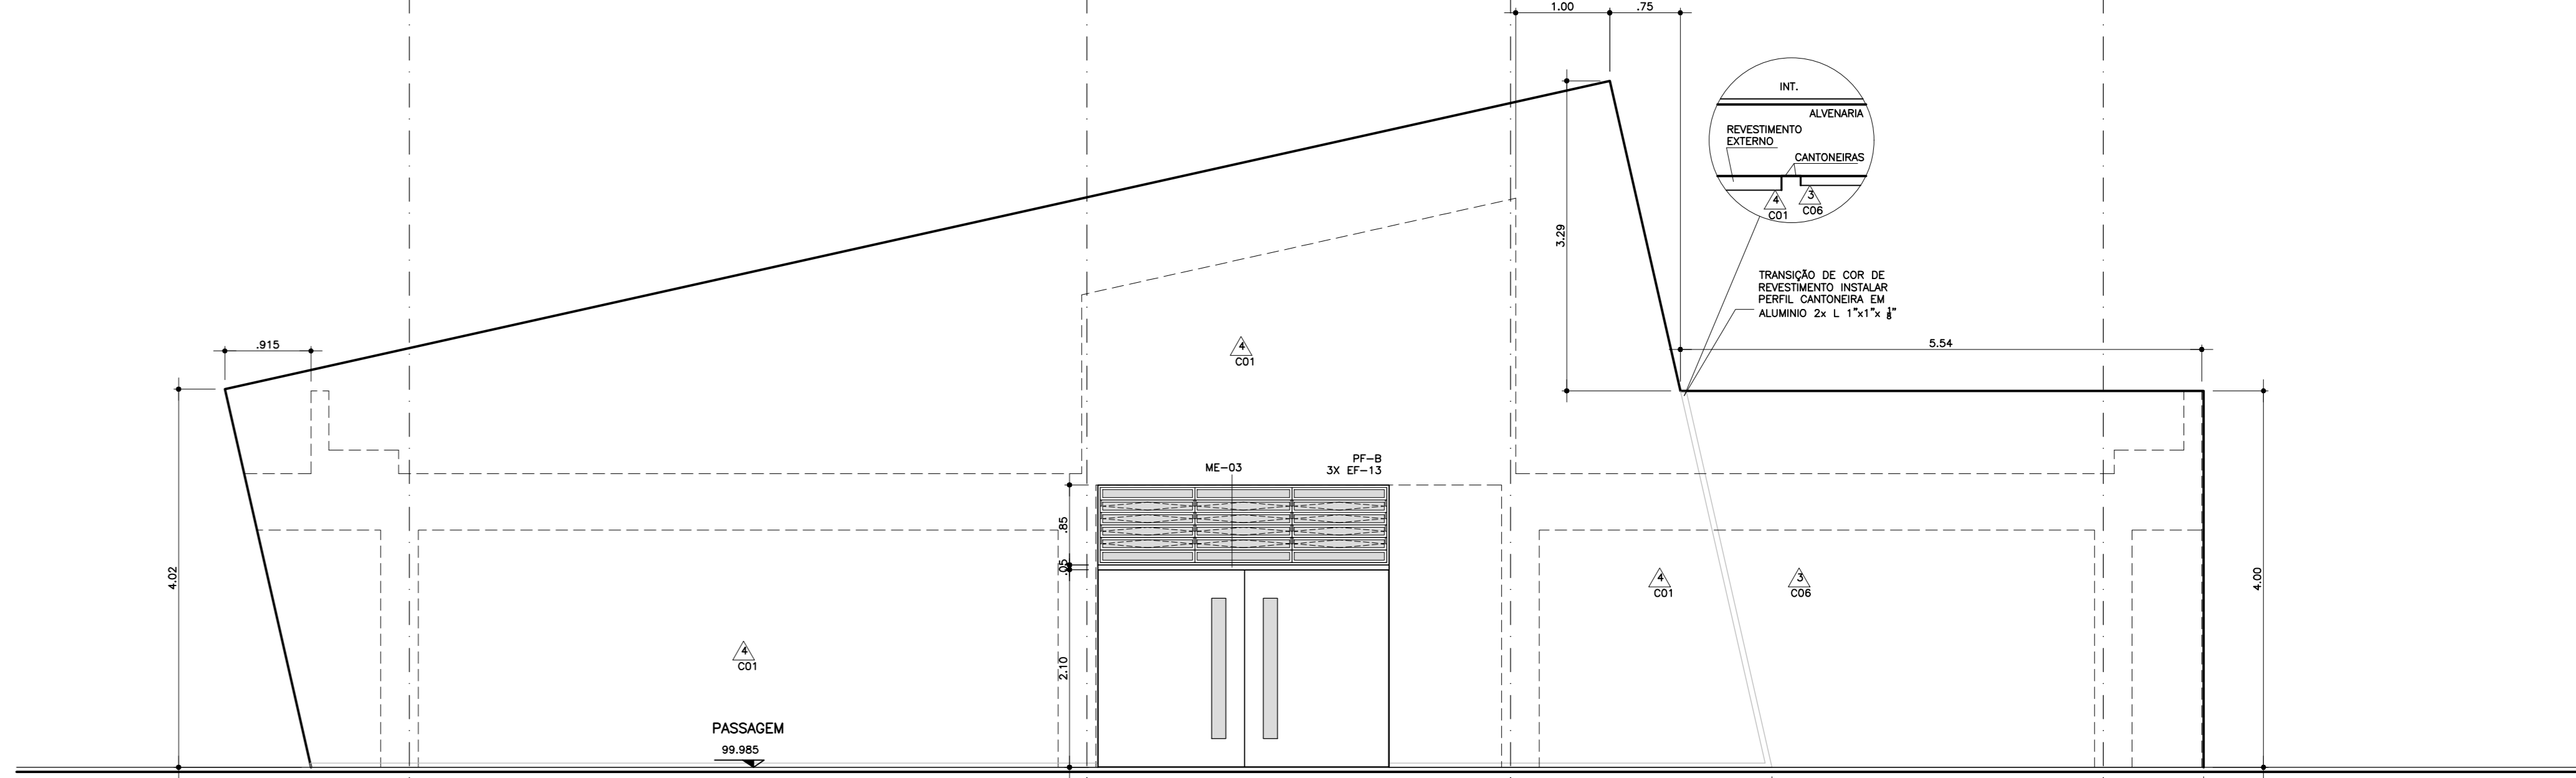 1.00
.75
INT.
ALVENARIA
REVESTIMENTO
EXTERNO
CANTONEIRAS
4
C01
3
C06
3.29
TRANSIÇÃO DE COR DE
REVESTIMENTO INSTALAR
PERFIL CANTONEIRA EM
ALUMINIO 2x L 1"x1"x 1/8"
.915
4
C01
5.54
ME-03
PF-B
3X EF-13
.85
.05
4.02
4
C01
3
C06
4.00
4
C01
2.10
PASSAGEM
99.985